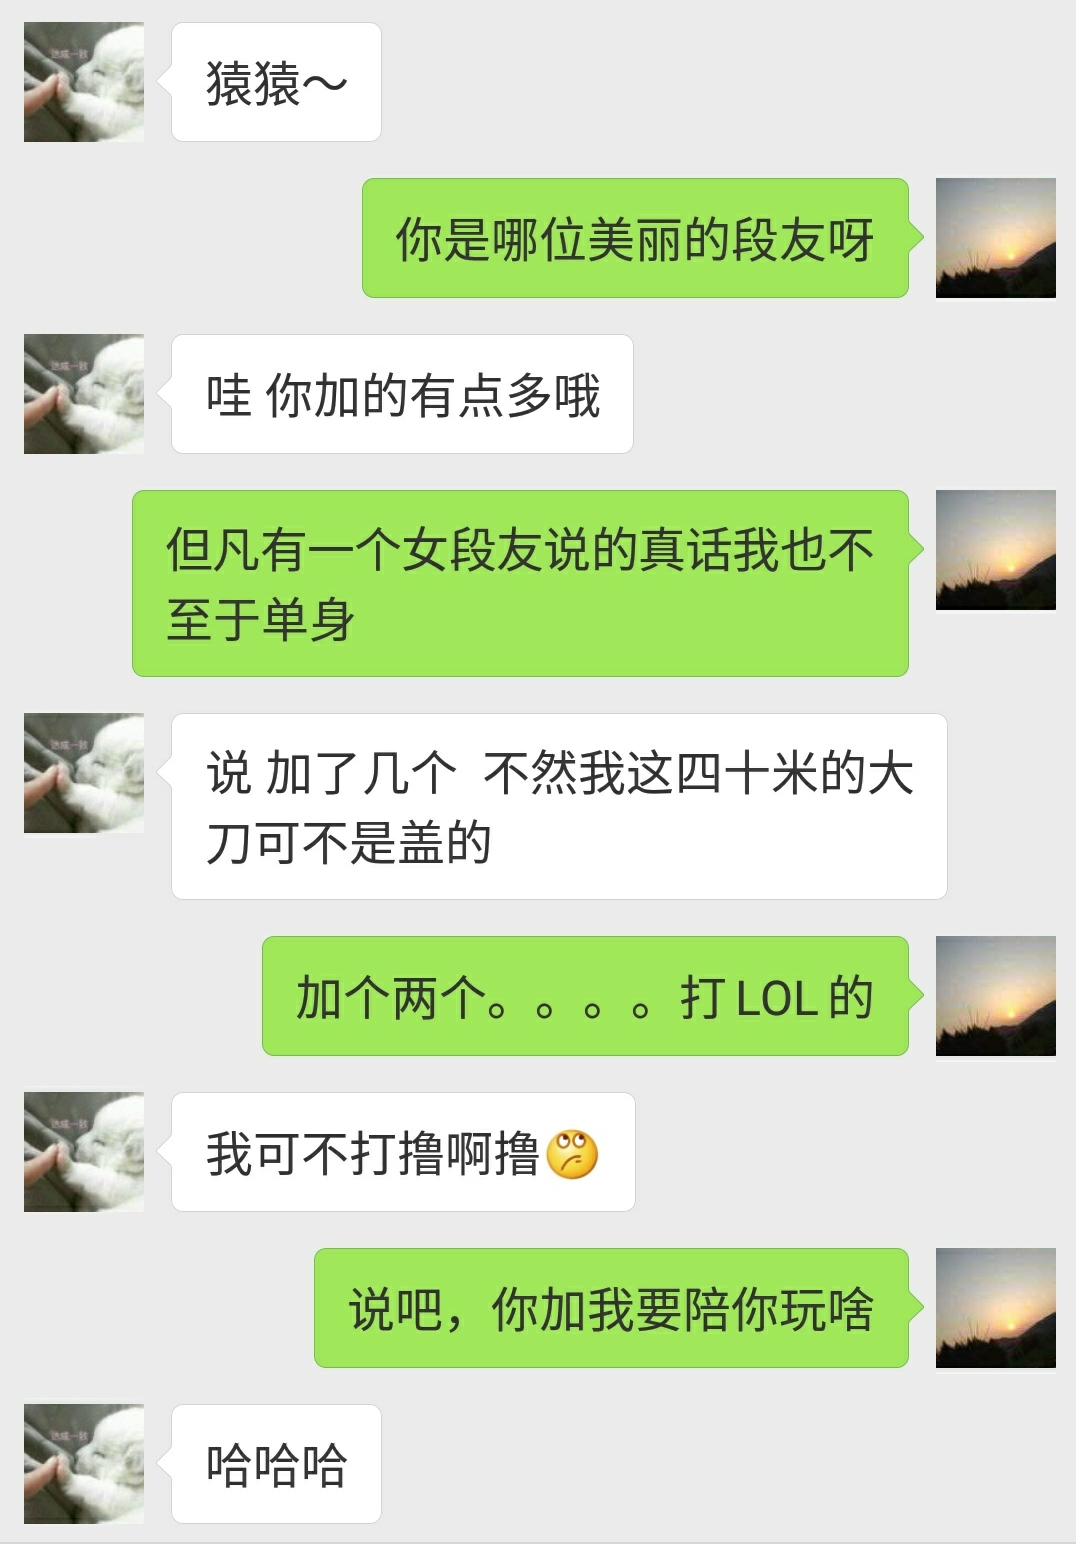 猿猿～
你是哪位美丽的段友呀
哇 你加的有点多哦
但凡有一个女段友说的真话我也不
至于单身
说 加了几个  不然我这四十米的大
刀可不是盖的
加个两个。。。。打LOL的
我可不打撸啊撸🙄
说吧，你加我要陪你玩啥
哈哈哈